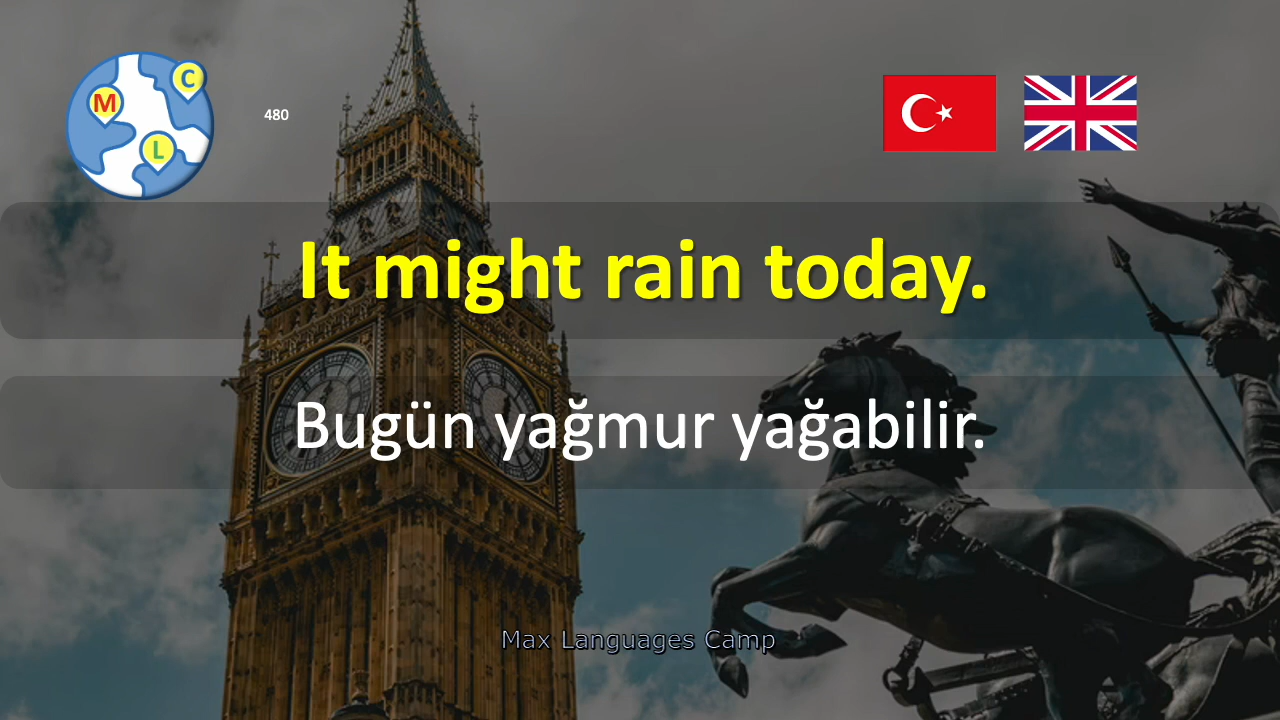 C
M
L
480
It might rain today.
Bugün yağmur yağabilir.
Max Languages Camp